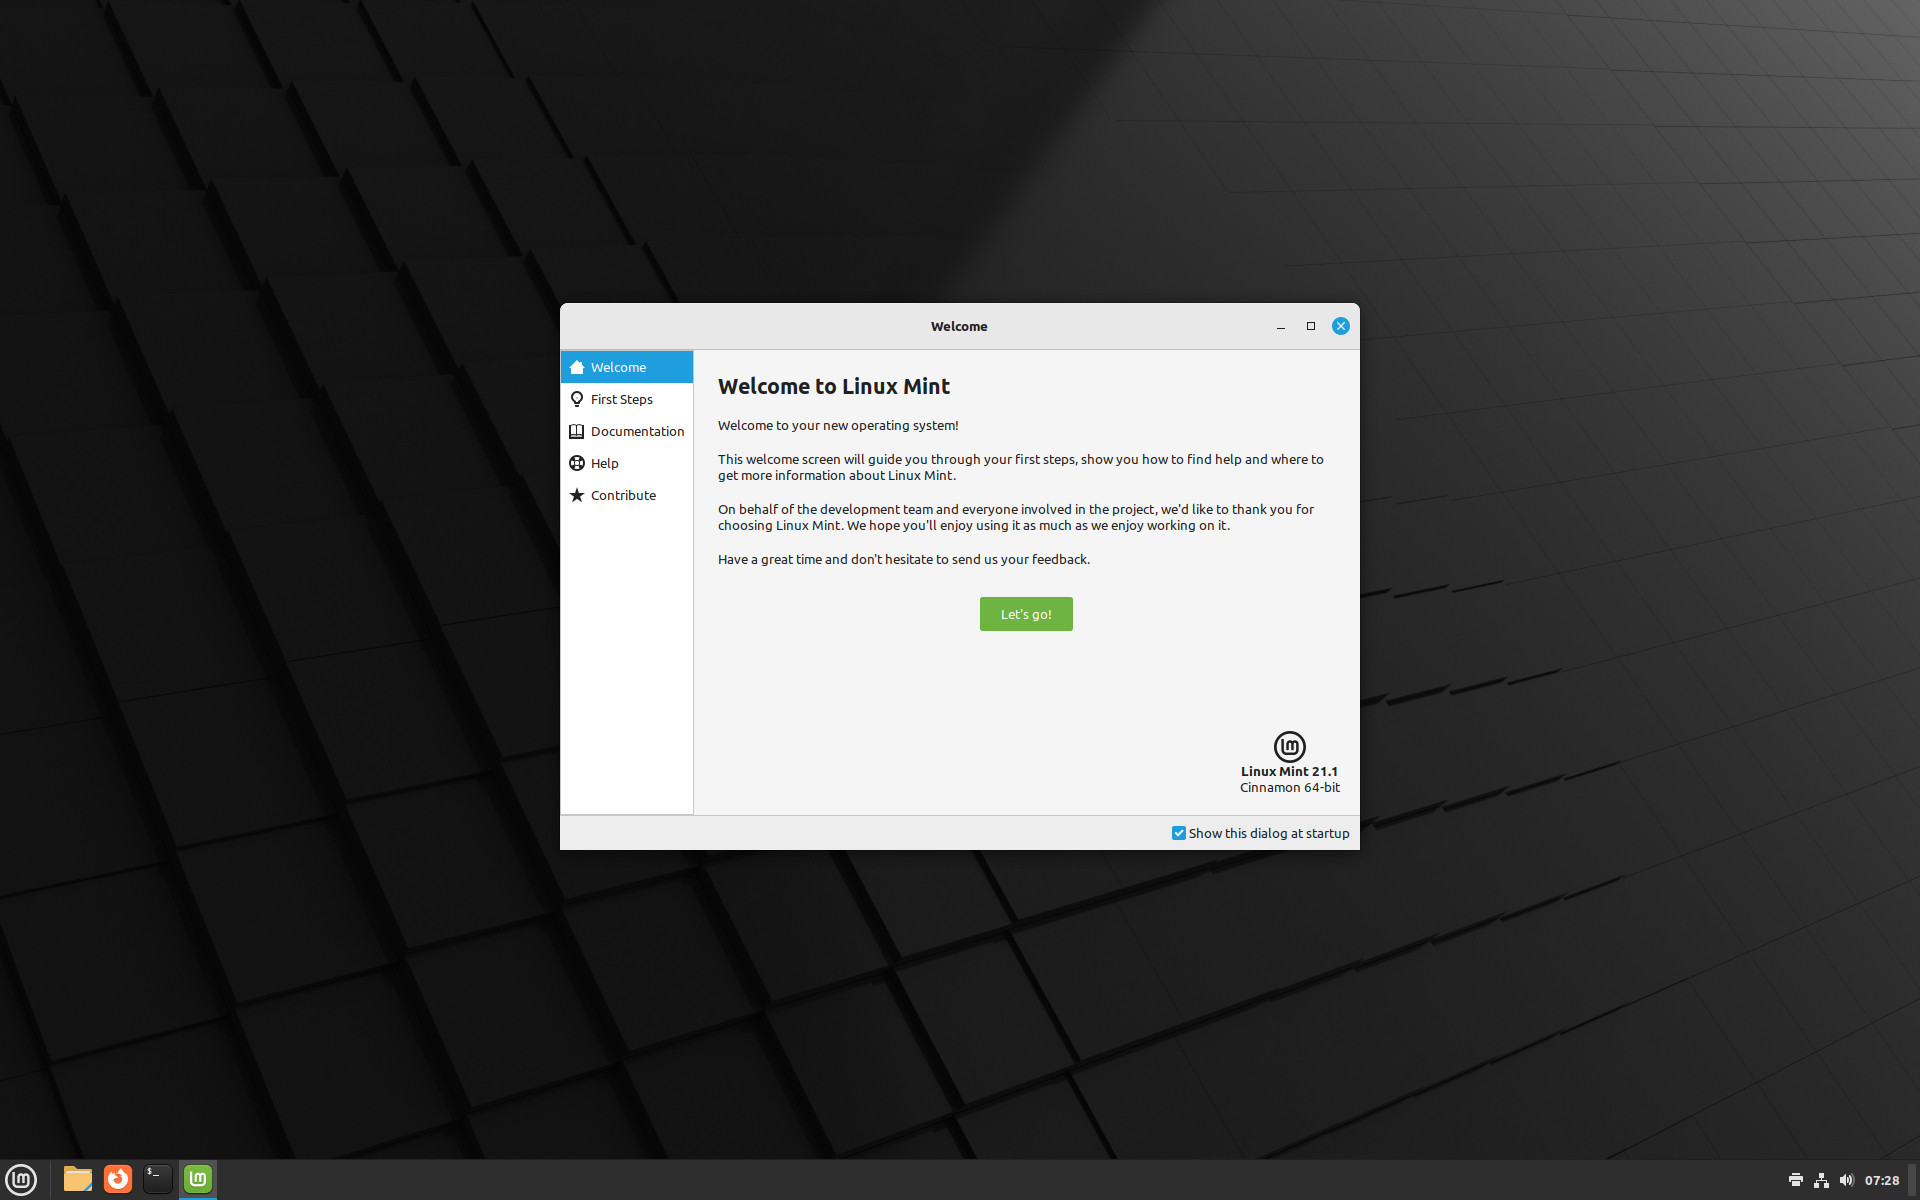 Welcome
Welcome
First Steps
Documentation
Help
Contribute
Welcome to Linux Mint
Welcome to your new operating system!
This welcome screen will guide you through your first steps, show you how to find help and where to
get more information about Linux Mint.
On behalf of the development team and everyone involved in the project, we'd like to thank you for
choosing Linux Mint. We hope you'll enjoy using it as much as we enjoy working on it.
Have a great time and don't hesitate to send us your feedback.
Let's go!
Linux Mint 21.1
Cinnamon 64-bit
Show this dialog at startup
$_
07:28